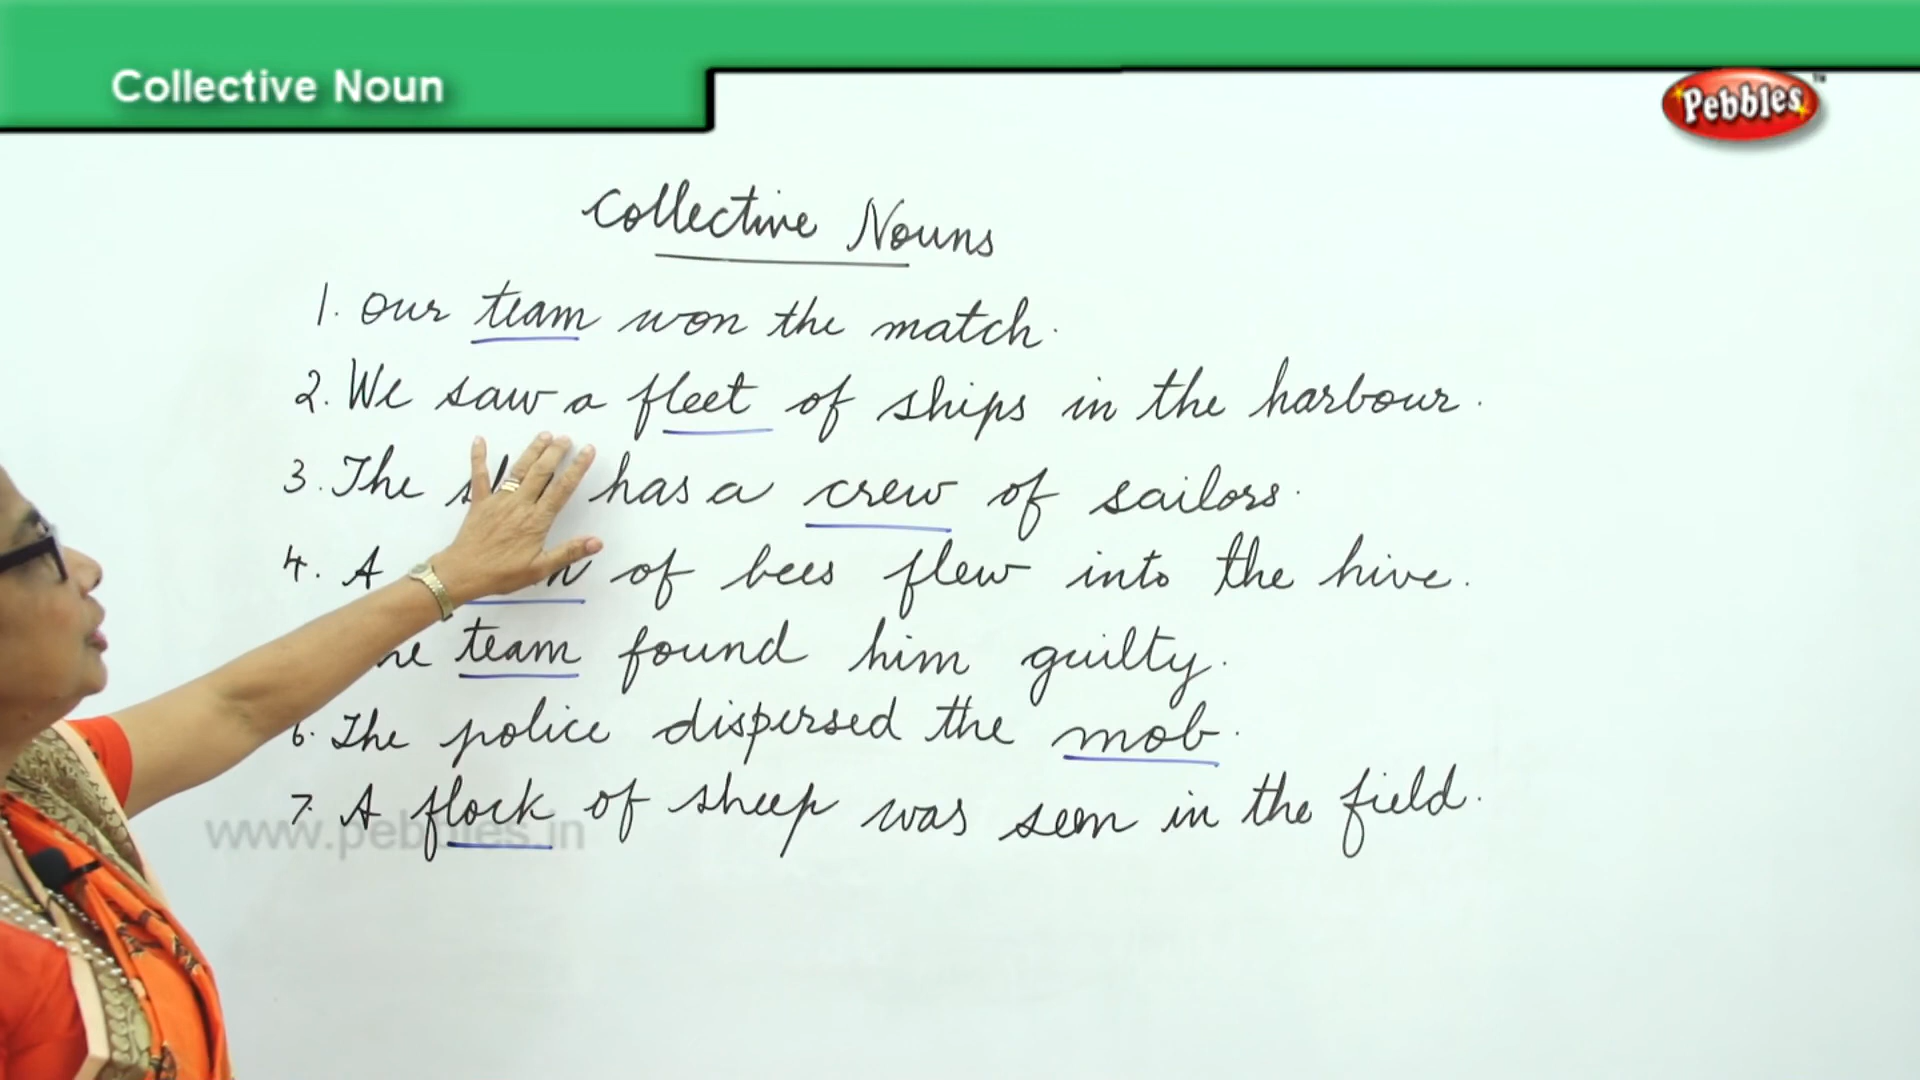 Collective Noun
Pebbles
Collective Nouns
1. Our team won the match.
2. We saw a fleet of ships in the harbour.
3. The has a crew of sailors.
4. A of bees flew into the hive.
team found him guilty.
6. The police dispersed the mob.
7. A flock of sheep was seen in the field.
www.pebbles.in